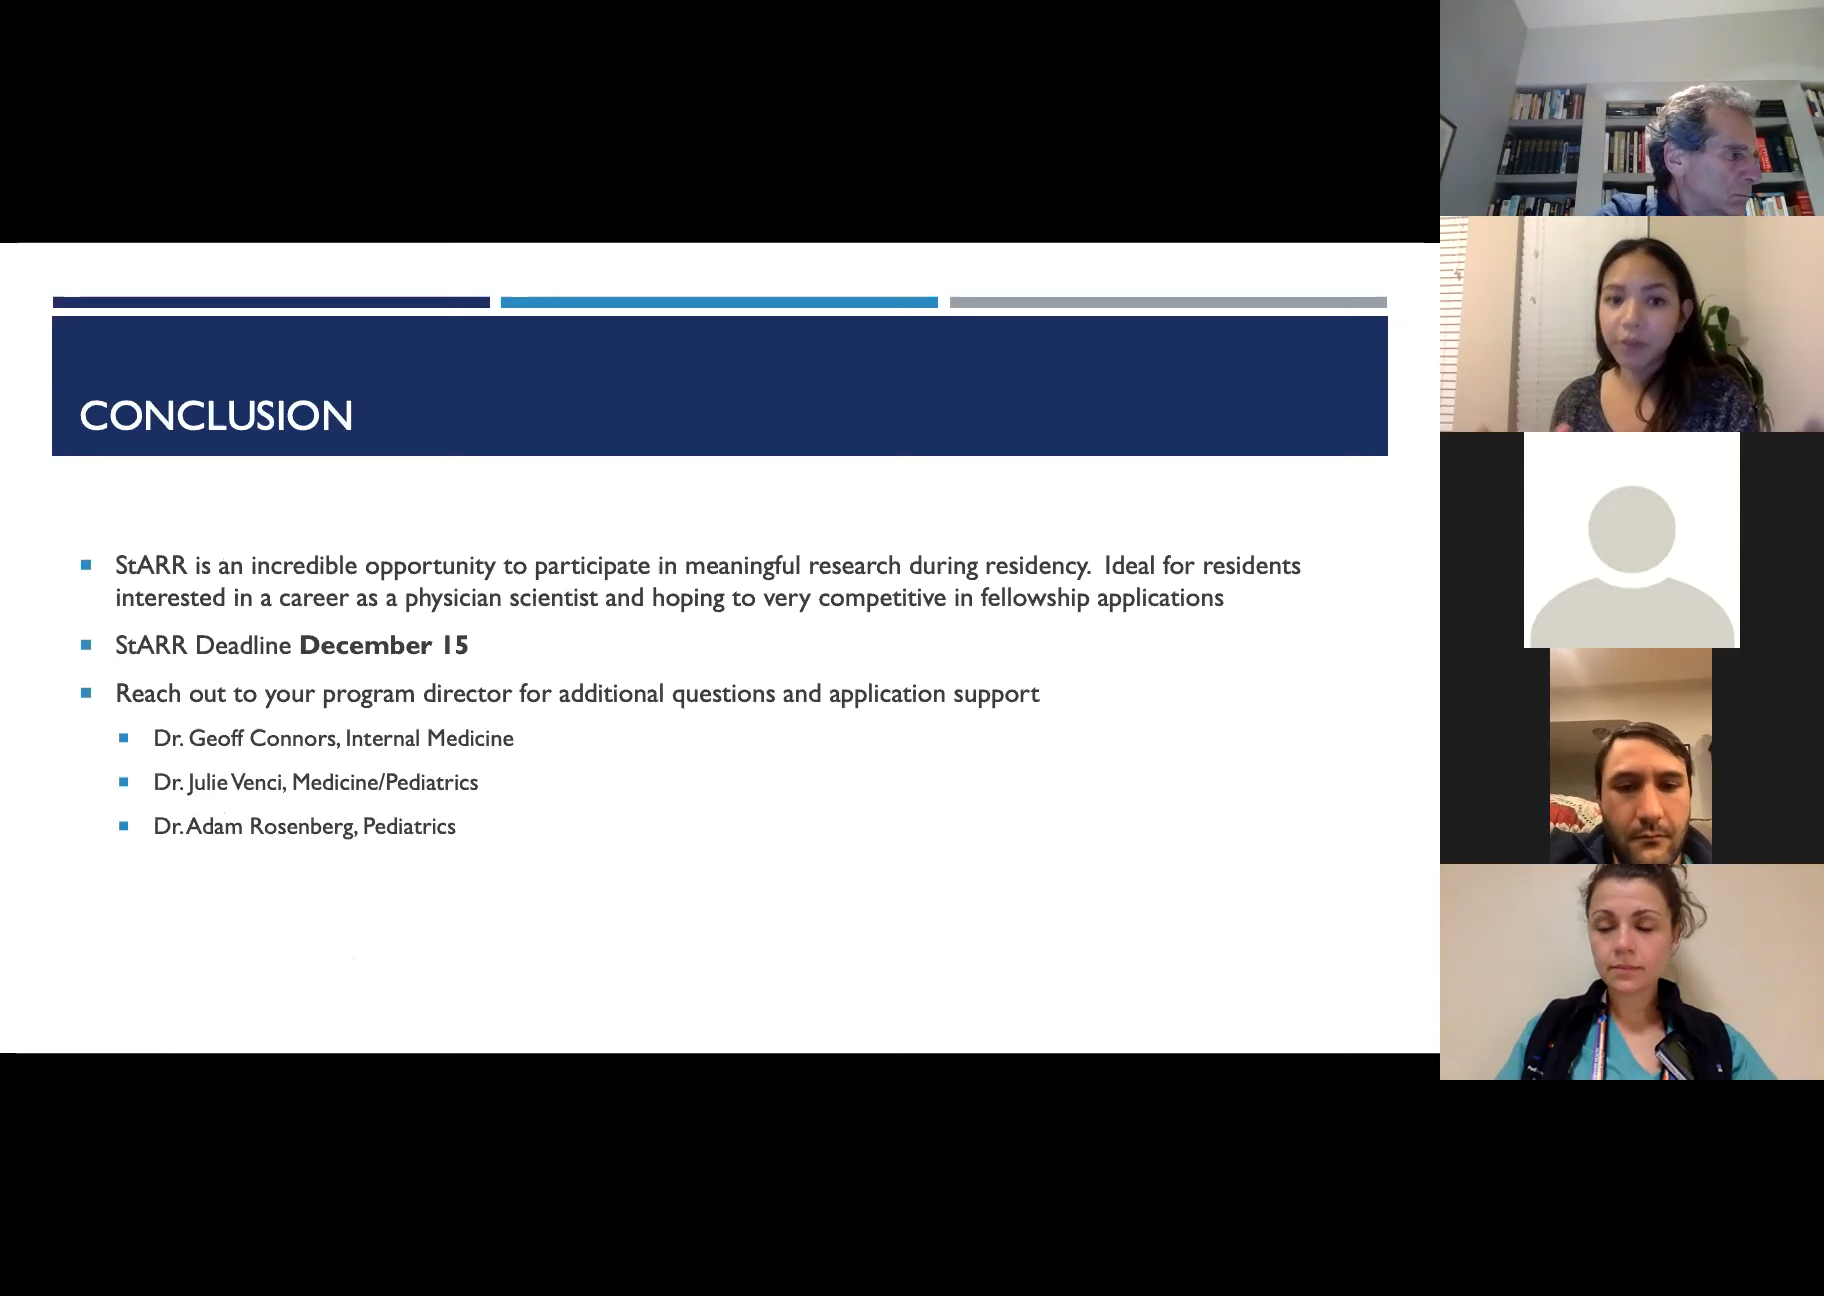 CONCLUSION
StARR is an incredible opportunity to participate in meaningful research during residency. Ideal for residents
interested in a career as a physician scientist and hoping to very competitive in fellowship applications
StARR Deadline December 15
Reach out to your program director for additional questions and application support
Dr. Geoff Connors, Internal Medicine
Dr. Julie Venci, Medicine/Pediatrics
Dr. Adam Rosenberg, Pediatrics